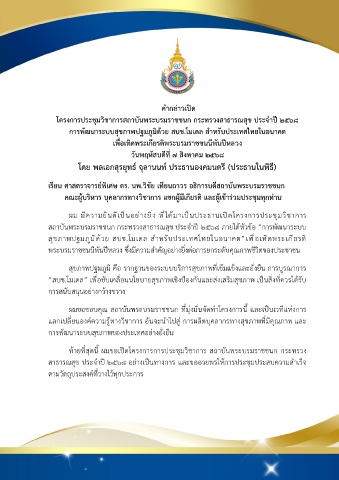 คำกล่าวเปิด
โครงการประชุมวิชาการสถาบันพระบรมราชชนก กระทรวงสาธารณสุข ประจำปี ๒๕๖๘
การพัฒนาระบบสุขภาพปฐมภูมิด้วย สบช.โมเดล สำหรับประเทศไทยในอนาคต
เพื่อเทิดพระเกียรติพระบรมราชชนนีพันปีหลวง
วันพฤหัสบดีที่ ๗ สิงหาคม ๒๕๖๘
โดย พลเอกสุรยุทธ์ จุลานนท์ ประธานองคมนตรี (ประธานในพิธี)
เรียน ศาสตราจารย์พิเศษ ดร. นพ.วิชัย เทียนถาวร อธิการบดีสถาบันพระบรมราชชนก
คณะผู้บริหาร บุคลากรทางวิชาการ แขกผู้มีเกียรติ และผู้เข้าร่วมประชุมทุกท่าน
ผม มีความยินดีเป็นอย่างยิ่ง ที่ได้มาเป็นประธานเปิดโครงการประชุมวิชาการ
สถาบันพระบรมราชชนก กระทรวงสาธารณสุข ประจำปี ๒๕๖๘ ภายใต้หัวข้อ "การพัฒนาระบบ
สุขภาพปฐมภูมิด้วย สบช.โมเดล สำหรับประเทศไทยในอนาคต"เพื่อเทิดพระเกียรติ
พระบรมราชชนนีพันปีหลวง ซึ่งมีความสำคัญอย่างยิ่งต่อการยกระดับคุณภาพชีวิตของประชาชน
สุขภาพปฐมภูมิ คือ รากฐานของระบบบริการสุขภาพที่เข้มแข็งและยั่งยืน การบูรณาการ
"สบช.โมเดล" เพื่อขับเคลื่อนนโยบายสุขภาพเชิงป้องกันและส่งเสริมสุขภาพ เป็นสิ่งที่ควรได้รับ
การสนับสนุนอย่างกว้างขวาง
ผมขอขอบคุณ สถาบันพระบรมราชชนก ที่มุ่งมั่นจัดทำโครงการนี้ และเป็นเวทีแห่งการ
แลกเปลี่ยนองค์ความรู้ทางวิชาการ อันจะนำไปสู่ การผลิตบุคลากรทางสุขภาพที่มีคุณภาพ และ
การพัฒนาระบบสุขภาพของประเทศอย่างยั่งยืน
ท้ายที่สุดนี้ ผมขอเปิดโครงการการประชุมวิชาการ สถาบันพระบรมราชชนก กระทรวง
สาธารณสุข ประจำปี ๒๕๖๘ อย่างเป็นทางการ และขออวยพรให้การประชุมประสบความสำเร็จ
ตามวัตถุประสงค์ที่วางไว้ทุกประการ